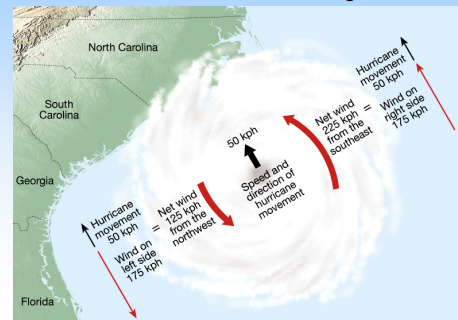 North Carolina
South
Carolina
Georgia
Florida
50 kph
Speed and
direction of
hurricane
movement
Hurricane
movement
50 kph
Wind on
left side
175 kph
=
Net wind
125 kph
from the
northwest
Net wind
225 kph
from the
southeast
=
Hurricane
movement
50 kph
Wind on
right side
175 kph